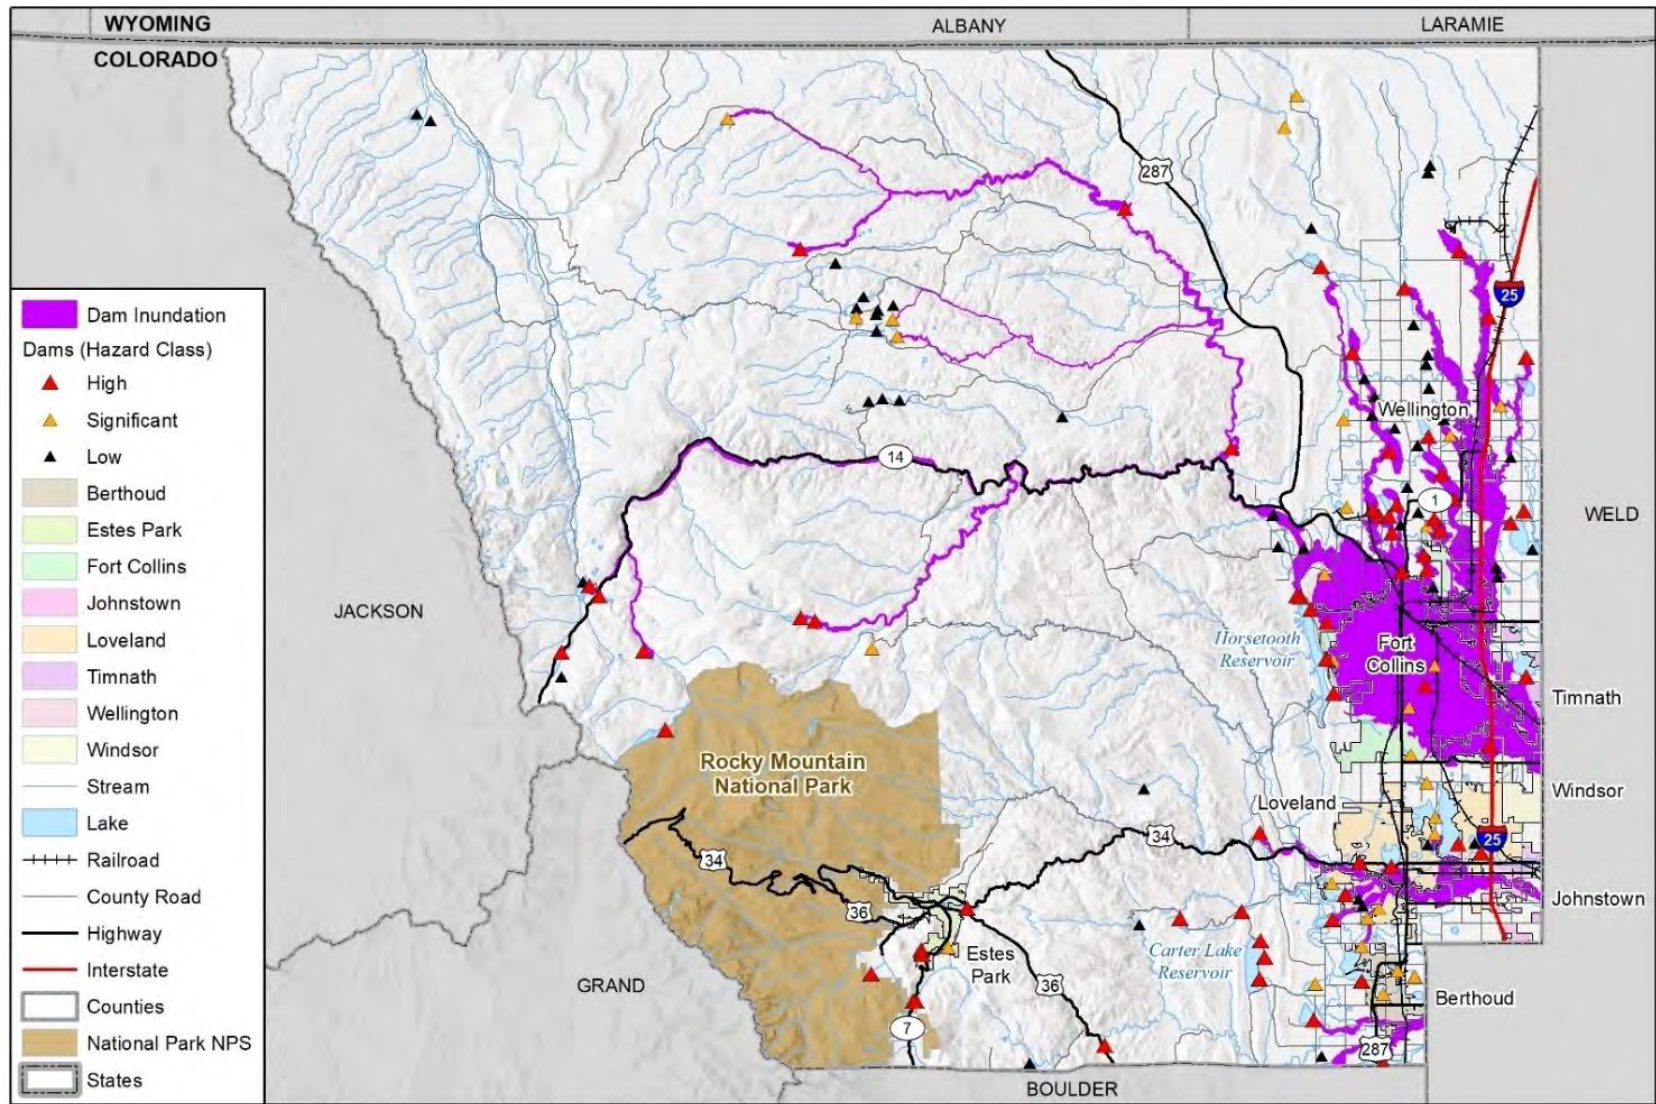 WYOMING
ALBANY
LARAMIE
COLORADO
287
25
Dam Inundation
Dams (Hazard Class)
High
Significant
Low
Berthoud
Estes Park
Fort Collins
Johnstown
Loveland
Timnath
Wellington
Windsor
Stream
Lake
Railroad
County Road
Highway
Interstate
Counties
National Park NPS
States
Wellington
14
1
WELD
JACKSON
Horsetooth
Reservoir
Fort
Collins
Timnath
Rocky Mountain
National Park
Windsor
Loveland
34
25
34
36
Johnstown
Estes
Park
Carter Lake
Reservoir
36
GRAND
Berthoud
7
287
BOULDER